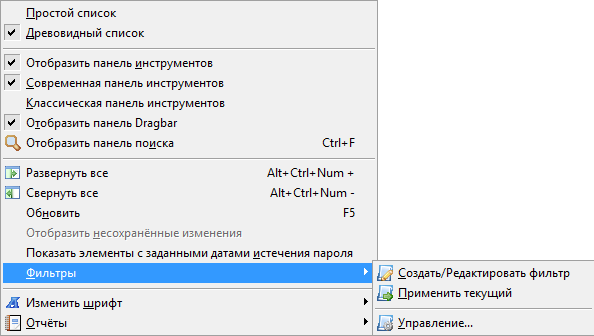 Простой список
Древовидный список
Отобразить панель инструментов
Современная панель инструментов
Классическая панель инструментов
Отобразить панель Dragbar
Отобразить панель поиска Ctrl+F
Развернуть все Alt+Ctrl+Num +
Свернуть все Alt+Ctrl+Num -
Обновить F5
Отобразить несохранённые изменения
Показать элементы с заданными датами истечения пароля
Фильтры
Создать/Редактировать фильтр
Применить текущий
Изменить шрифт
Отчёты
Управление...